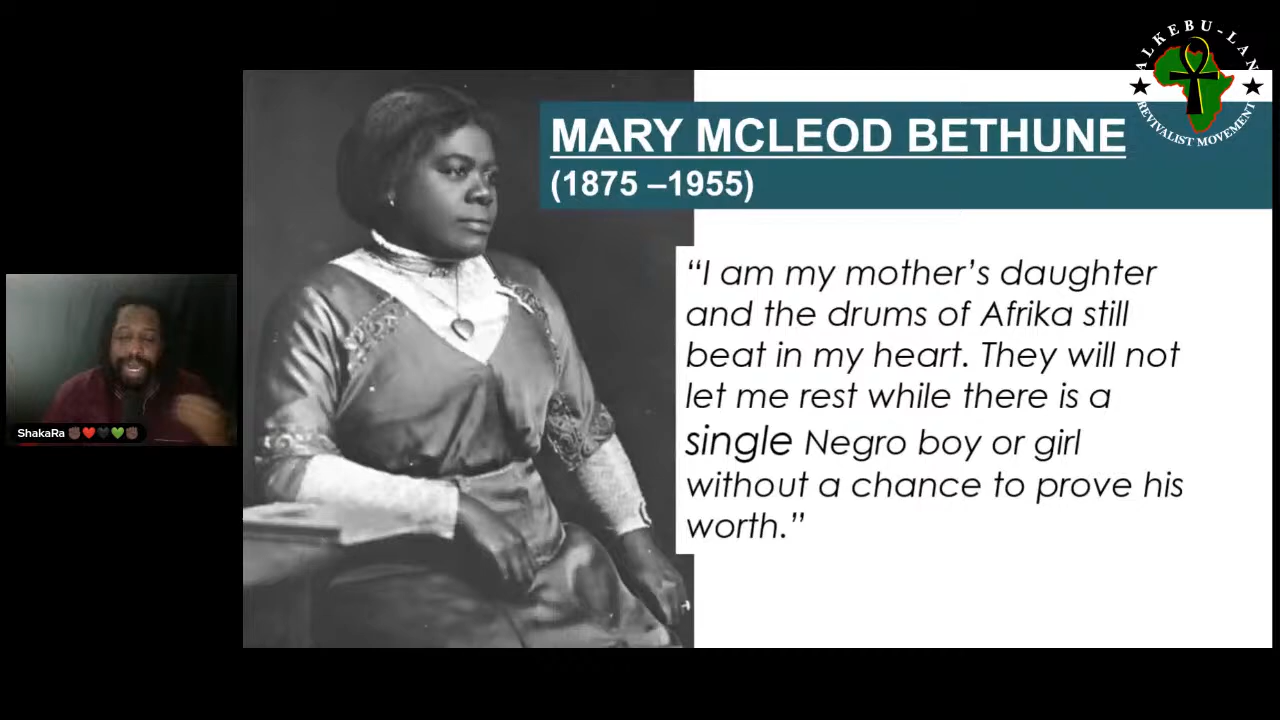 ALKEBU-LAN
REVIVALIST MOVEMENT
MARY MCLEOD BETHUNE
(1875 –1955)
“I am my mother’s daughter
and the drums of Afrika still
beat in my heart. They will not
let me rest while there is a
single Negro boy or girl
without a chance to prove his
worth.”
ShakaRa ✊🏿❤️🖤💚✊🏿